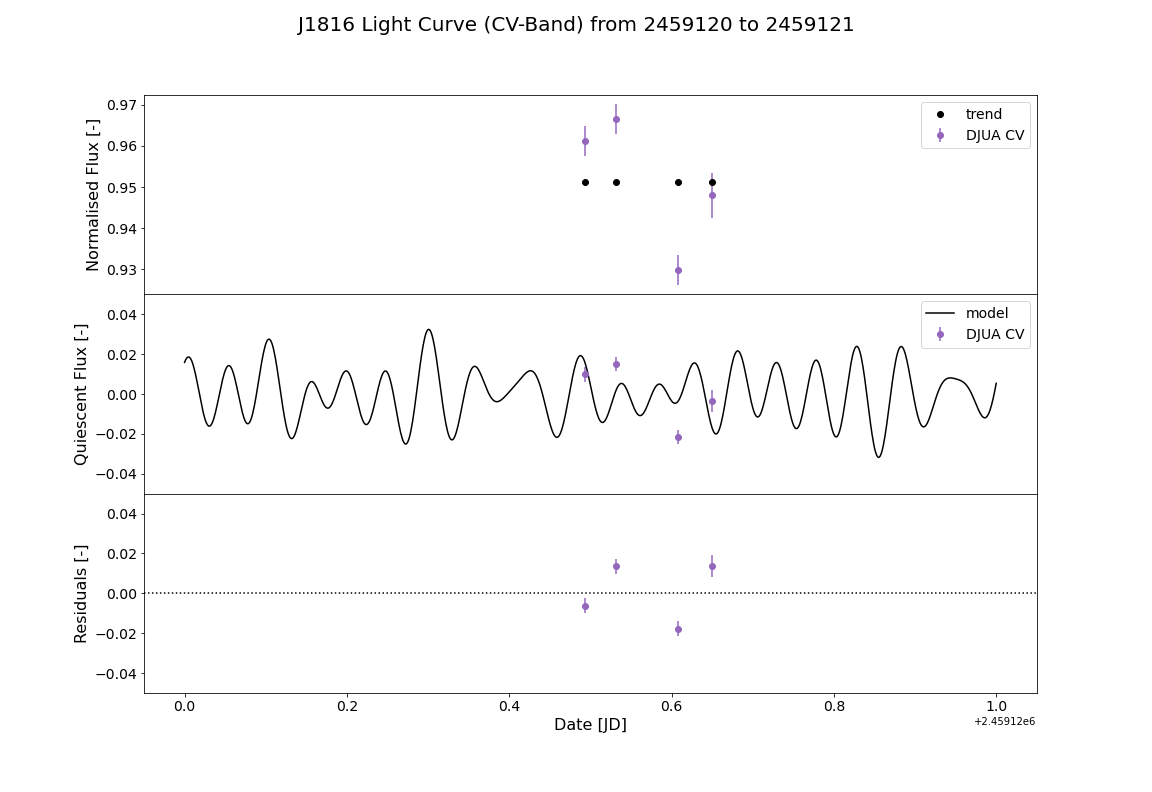 J1816 Light Curve (CV-Band) from 2459120 to 2459121
0.97
0.96
0.95
0.94
0.93
Normalised Flux [-]
trend
DJUA CV
0.04
0.02
0.00
−0.02
−0.04
Quiescent Flux [-]
model
DJUA CV
0.04
0.02
0.00
−0.02
−0.04
Residuals [-]
0.0 0.2 0.4 0.6 0.8 1.0
+2.45912e6
Date [JD]